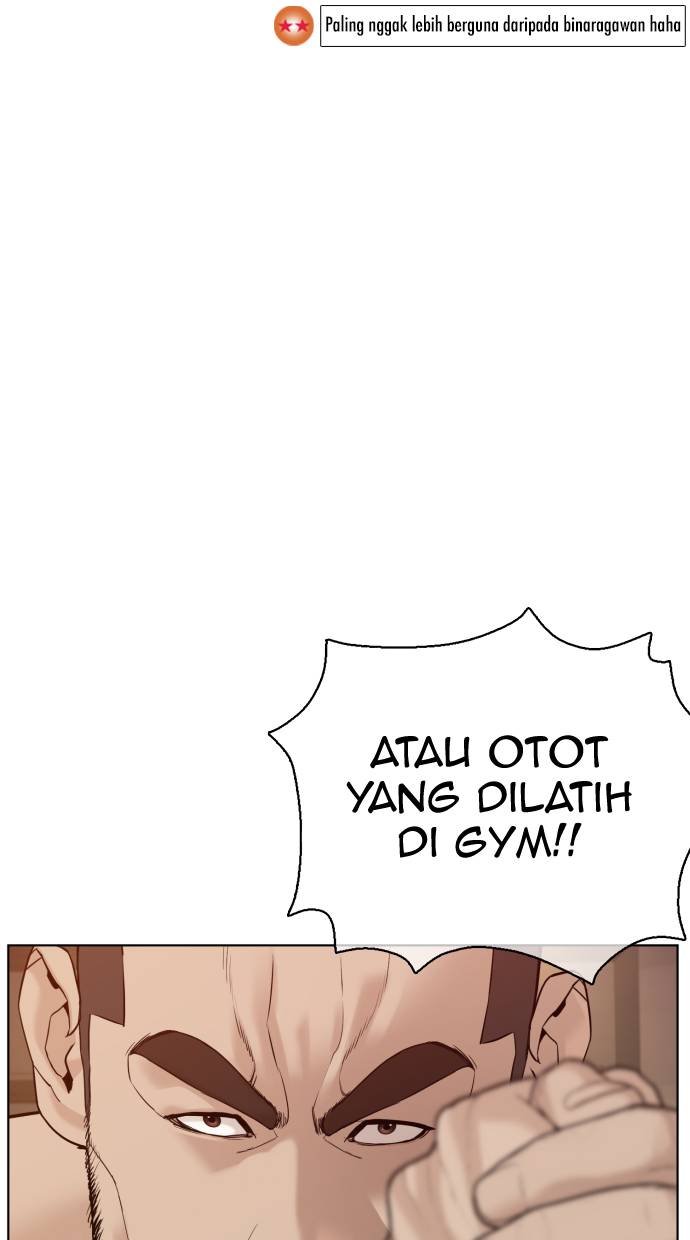 Paling nggak lebih berguna daripada binaragawan haha
ATAU OTOT
YANG DILATIH
DI GYM!!